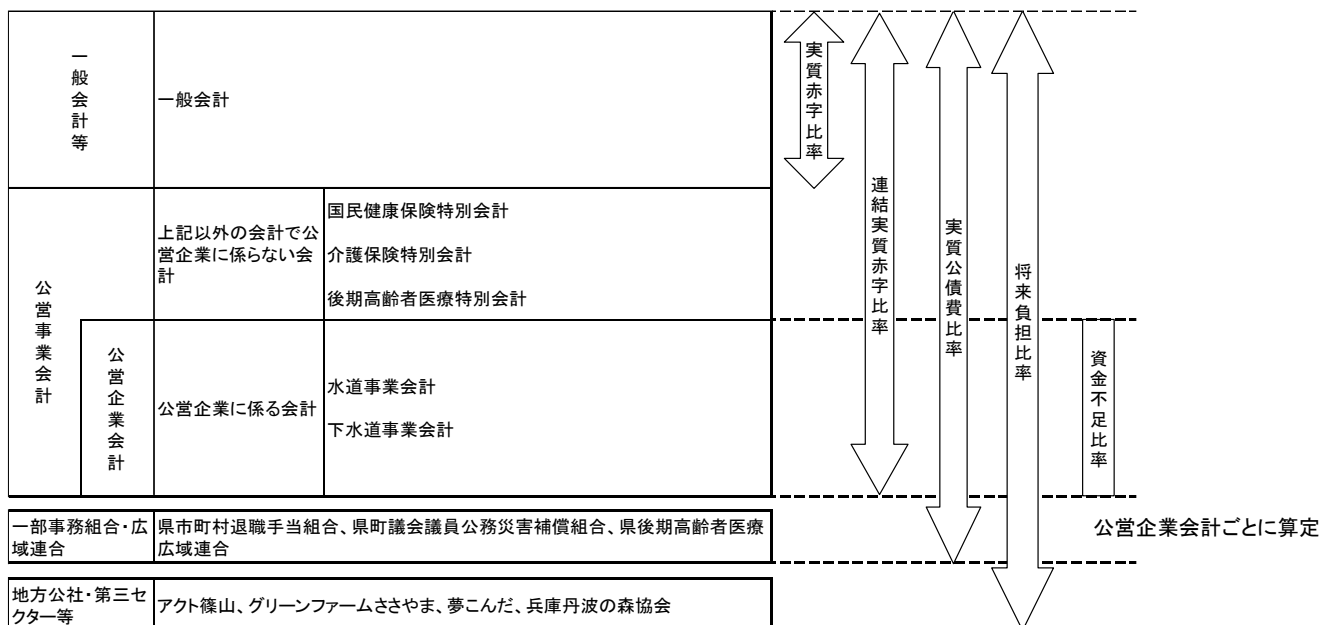 一般会計等
一般会計
公営事業会計
上記以外の会計で公
営企業に係らない会
計
国民健康保険特別会計
介護保険特別会計
後期高齢者医療特別会計
公営企業会計
公営企業に係る会計
水道事業会計
下水道事業会計
一部事務組合・広
域連合
県市町村退職手当組合、県町議会議員公務災害補償組合、県後期高齢者医療
広域連合
地方公社・第三セ
クター等
アクト篠山、グリーンファームささやま、夢こんだ、兵庫丹波の森協会
実質赤字比率
連結実質赤字比率
実質公債費比率
将来負担比率
資金不足比率
公営企業会計ごとに算定